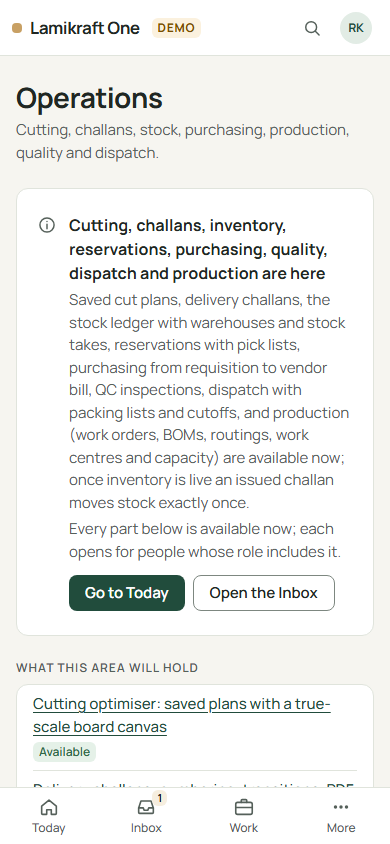 Lamikraft One DEMO RK
Operations
Cutting, challans, stock, purchasing, production,
quality and dispatch.
Cutting, challans, inventory,
reservations, purchasing, quality,
dispatch and production are here
Saved cut plans, delivery challans, the
stock ledger with warehouses and stock
takes, reservations with pick lists,
purchasing from requisition to vendor
bill, QC inspections, dispatch with
packing lists and cutoffs, and production
(work orders, BOMs, routings, work
centres and capacity) are available now;
once inventory is live an issued challan
moves stock exactly once.
Every part below is available now; each
opens for people whose role includes it.
Go to Today Open the Inbox
WHAT THIS AREA WILL HOLD
Cutting optimiser: saved plans with a true-
scale board canvas
Available
1
Today Inbox Work More